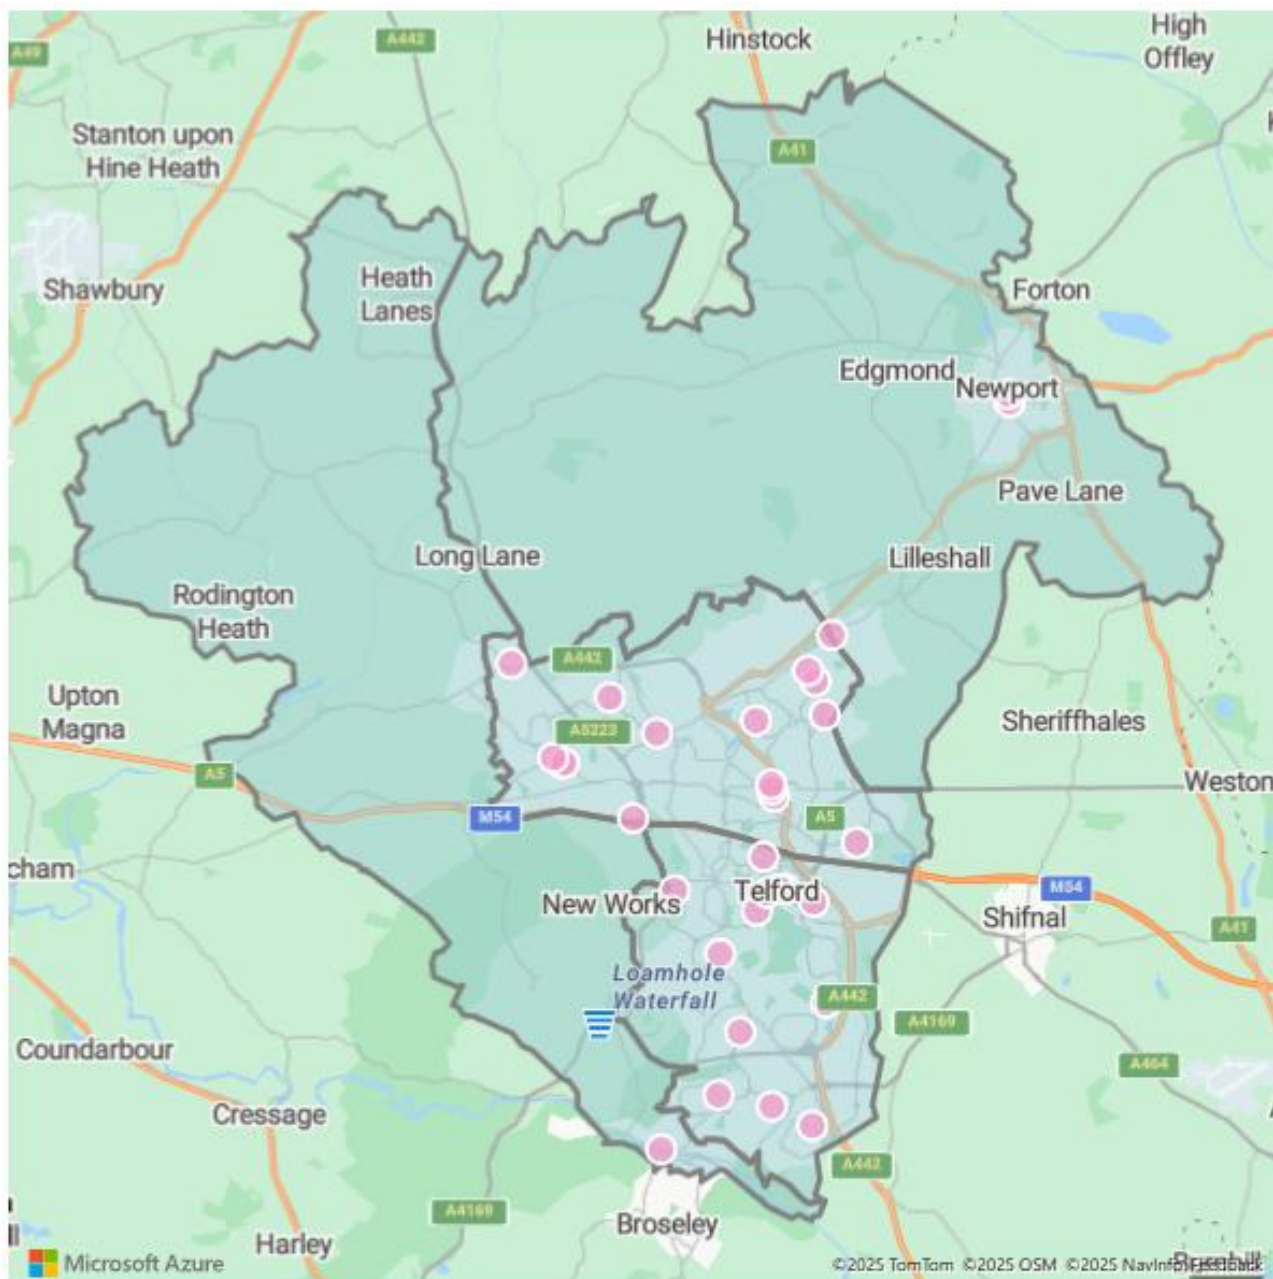 High
Offley
Hinstock
A442
A49
Stanton upon
Hine Heath
A41
Heath
Lanes
Shawbury
Forton
Edgmond
Newport
Pave Lane
Long Lane
Lilleshall
Rodington
Heath
A442
Upton
Magna
A5223
Sheriffhales
A5
Weston
M54
A5
cham
M54
Telford
New Works
Shifnal
A41
Loamhole
Waterfall
A442
A4169
Coundarbour
A464
Cressage
A442
A4169
Broseley
Harley
Microsoft Azure
©2025 TomTom ©2025 OSM ©2025 NavInfo Feedback